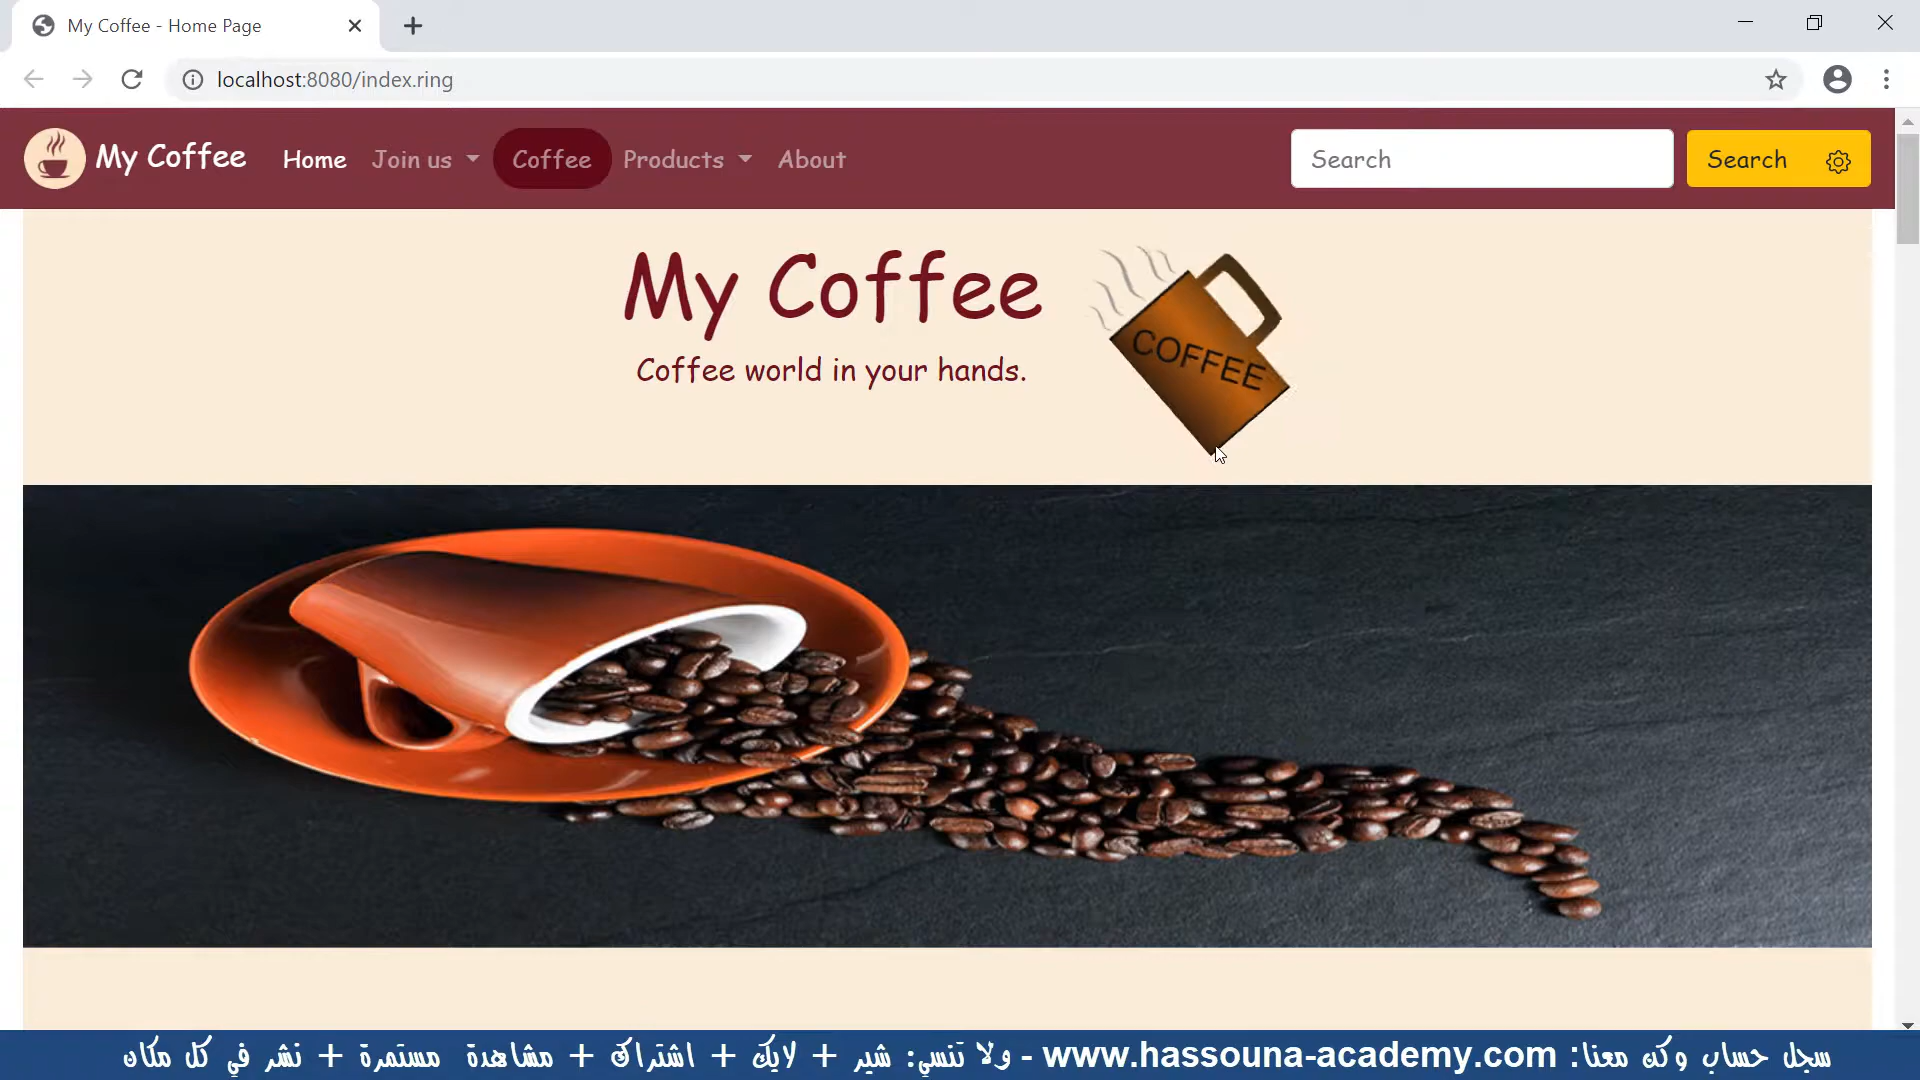 My Coffee - Home Page
localhost:8080/index.ring
My Coffee Home Join us Coffee Products About Search Search
My Coffee
COFFEE
Coffee world in your hands.
سجل حساب وكن معنا: www.hassouna-academy.com - ولا تنسي: شير + لايك + اشتراك + مشاهدة مستمرة + نشر في كل مكان